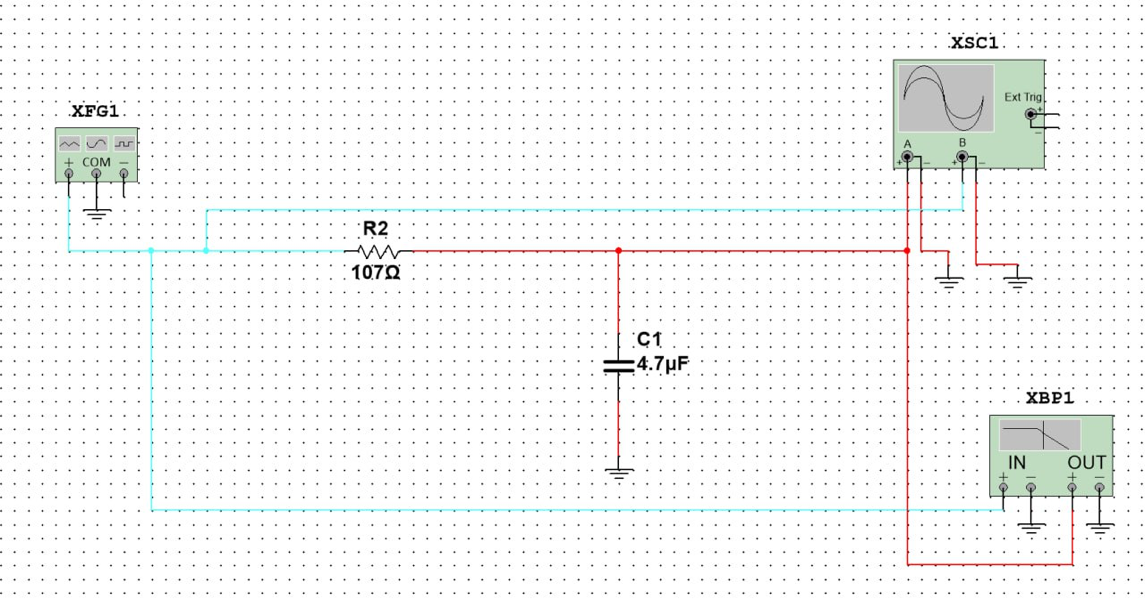 XSC1
Ext Trig
+
−
A
B
+ − + −
XFG1
+ COM −
R2
107Ω
C1
4.7µF
XBP1
IN OUT
+ − + −